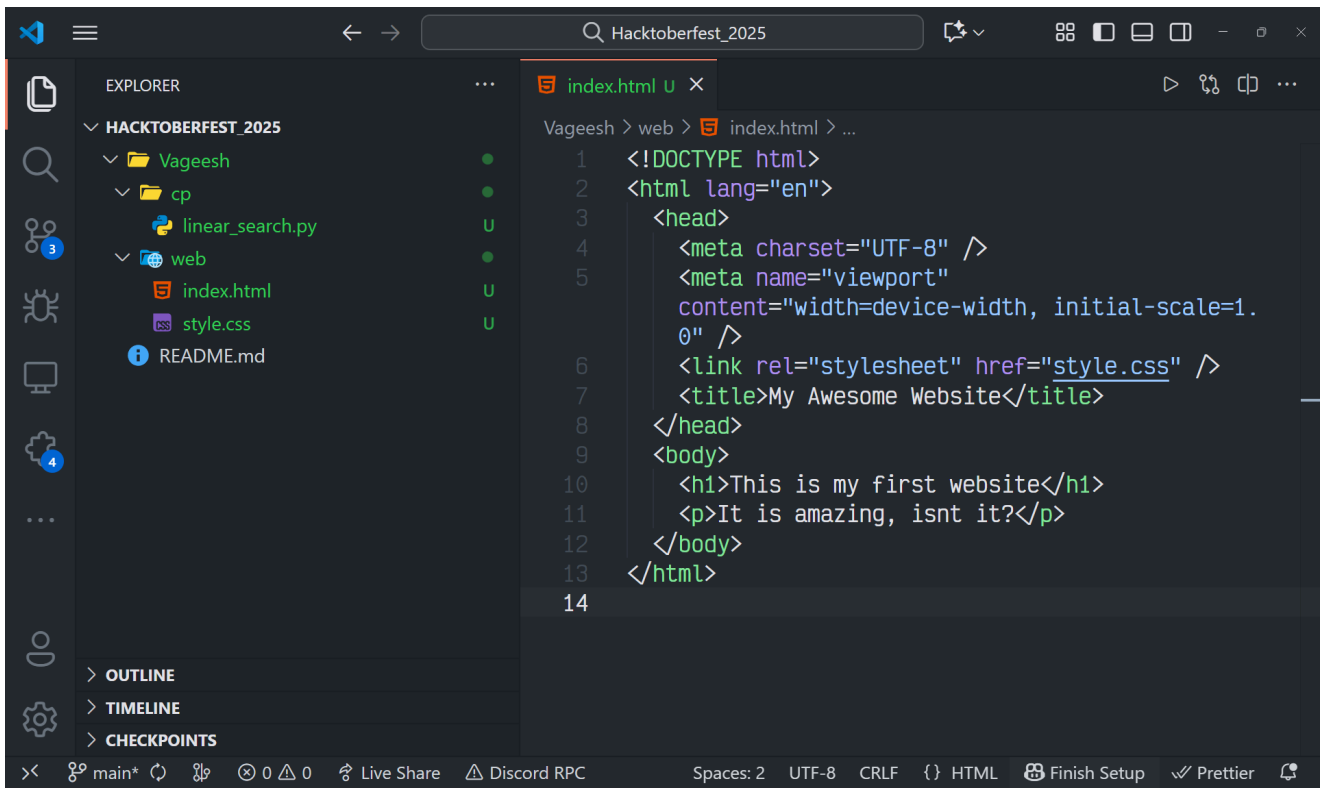 Hacktoberfest_2025
EXPLORER
HACKTOBERFEST_2025
Vageesh
cp
linear_search.py U
web
index.html U
style.css U
README.md
OUTLINE
TIMELINE
CHECKPOINTS
3
4
index.html U
Vageesh > web > index.html > ...
1 <!DOCTYPE html>
2 <html lang="en">
3 <head>
4 <meta charset="UTF-8" />
5 <meta name="viewport"
content="width=device-width, initial-scale=1.
0" />
6 <link rel="stylesheet" href="style.css" />
7 <title>My Awesome Website</title>
8 </head>
9 <body>
10 <h1>This is my first website</h1>
11 <p>It is amazing, isnt it?</p>
12 </body>
13 </html>
14
main* 0 0 Live Share Discord RPC Spaces: 2 UTF-8 CRLF {} HTML Finish Setup Prettier